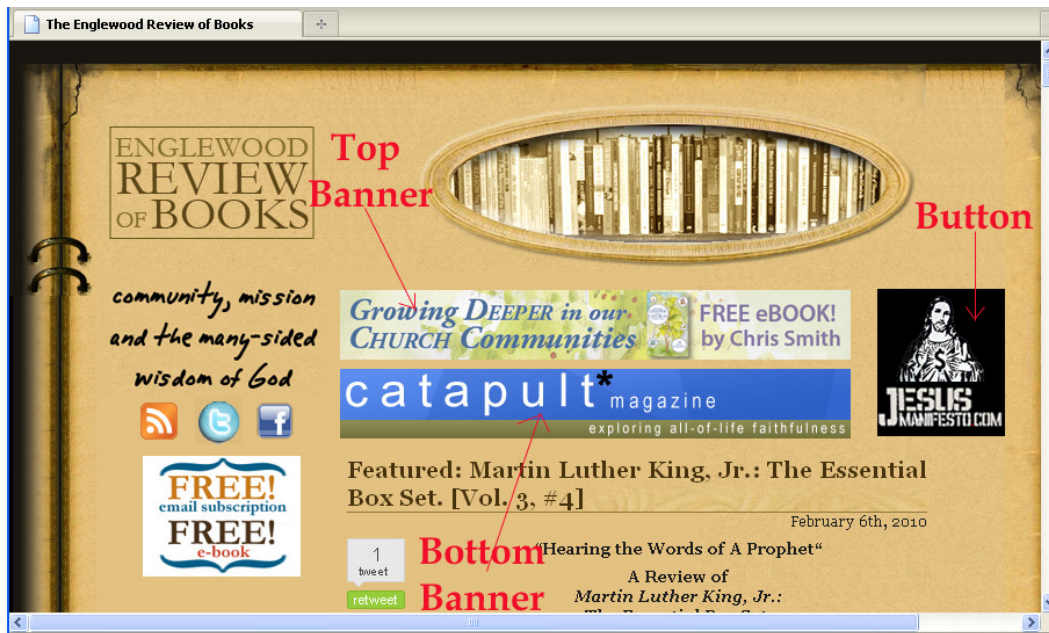 The Englewood Review of Books
ENGLEWOOD
REVIEW
OF BOOKS
Top
Banner
Button
community, mission
and the many-sided
wisdom of God
Growing DEEPER in our
CHURCH Communities
FREE eBOOK!
by Chris Smith
catapult*
magazine
exploring all-of-life faithfulness
JESUS
MANIFESTO.COM
FREE!
email subscription
FREE!
e-book
Featured: Martin Luther King, Jr.: The Essential
Box Set. [Vol. 3, #4]
February 6th, 2010
1
tweet
retweet
Bottom
Banner
“Hearing the Words of A Prophet“
A Review of
Martin Luther King, Jr.:
The Essential Box Set